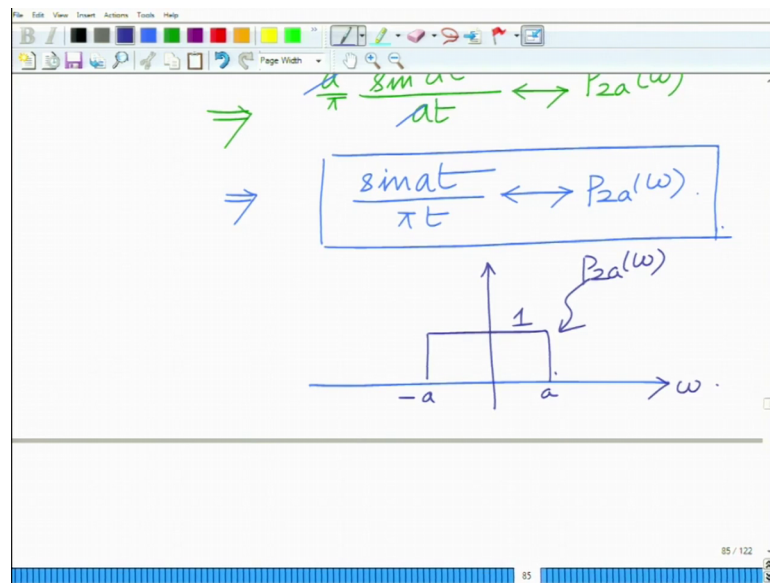 File Edit View Insert Actions Tools Help
B I
Page Width
⇒ a/π sin at/at ↔ P2a(ω)
⇒ sin at/πt ↔ P2a(ω).
P2a(ω)
1
-a a ω.
85 / 122
85